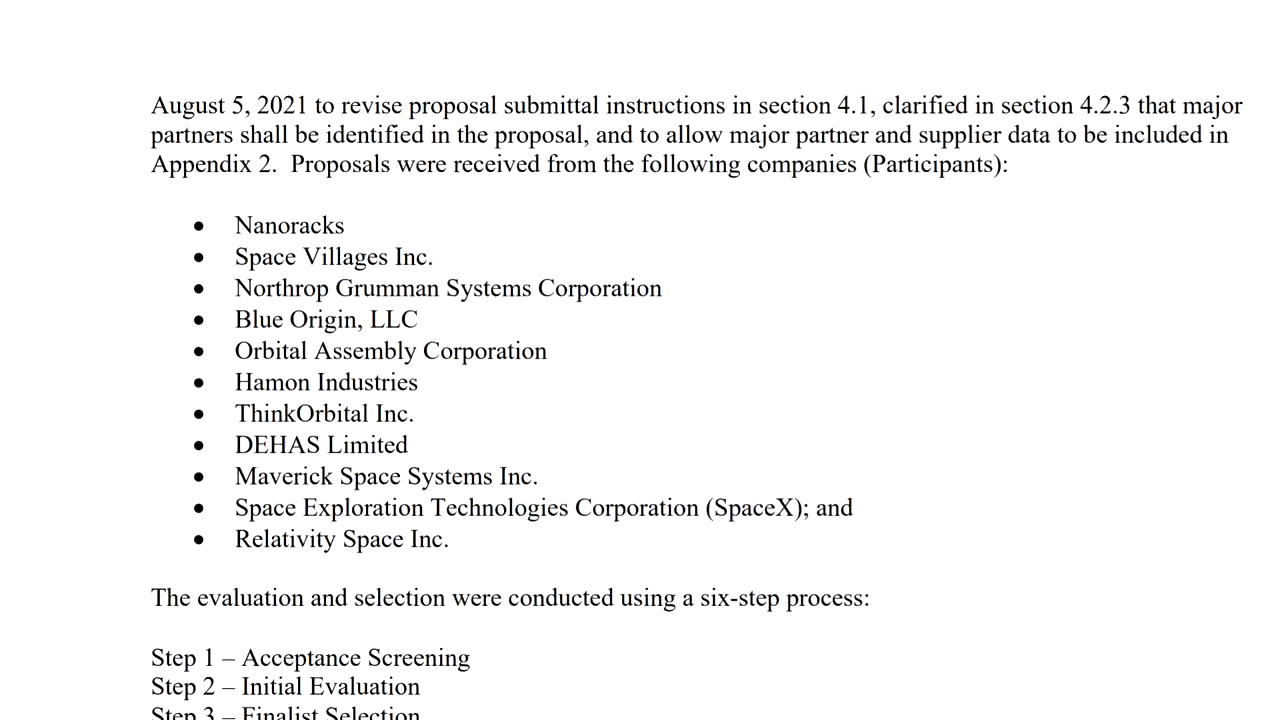 August 5, 2021 to revise proposal submittal instructions in section 4.1, clarified in section 4.2.3 that major
partners shall be identified in the proposal, and to allow major partner and supplier data to be included in
Appendix 2.  Proposals were received from the following companies (Participants):
• Nanoracks
• Space Villages Inc.
• Northrop Grumman Systems Corporation
• Blue Origin, LLC
• Orbital Assembly Corporation
• Hamon Industries
• ThinkOrbital Inc.
• DEHAS Limited
• Maverick Space Systems Inc.
• Space Exploration Technologies Corporation (SpaceX); and
• Relativity Space Inc.
The evaluation and selection were conducted using a six-step process:
Step 1 – Acceptance Screening
Step 2 – Initial Evaluation
Step 3 – Finalist Selection